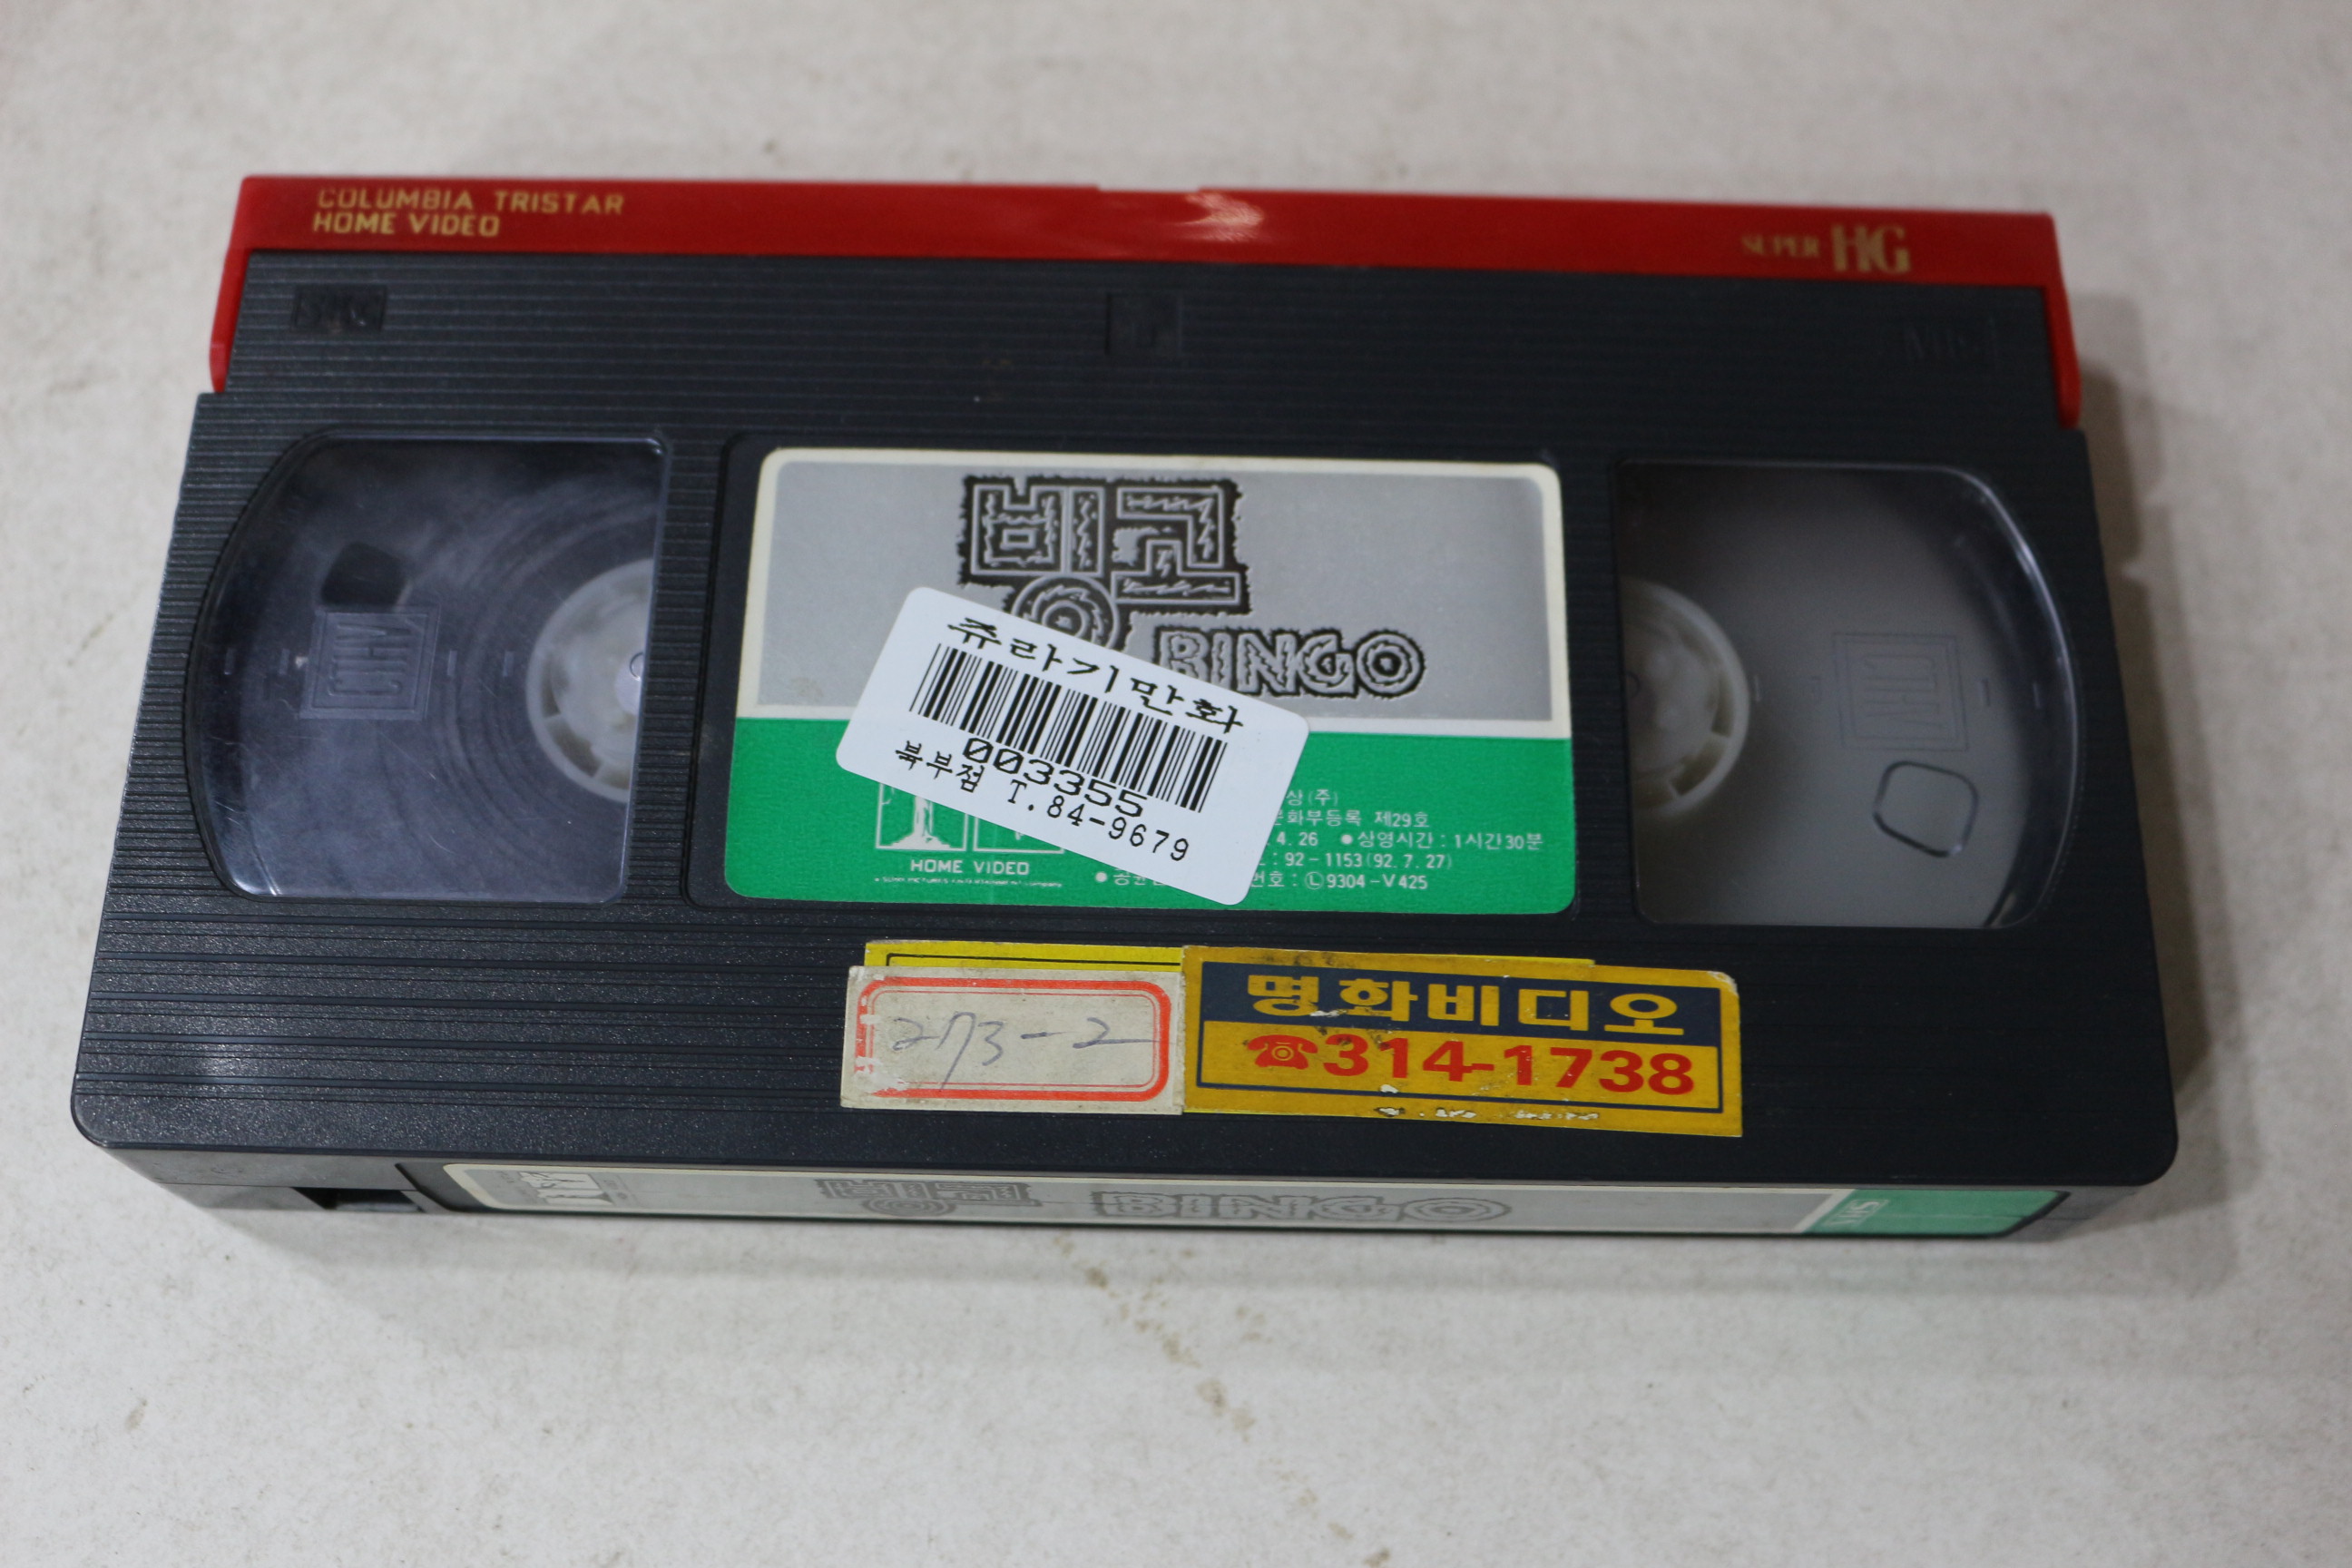 COLUMBIA TRISTAR
HOME VIDEO
SUPER HG
빙고
BINGO
쥬라기만화
003355
북부점 T.84-9679
상(주)
문화부등록 제29호
4.26 ●상영시간 : 1시간30분
: 92-1153(92.7.27)
번호 : Ⓛ9304-V425
HOME VIDEO
273-2
명화비디오
☎314-1738
빙고 BINGO
VHS